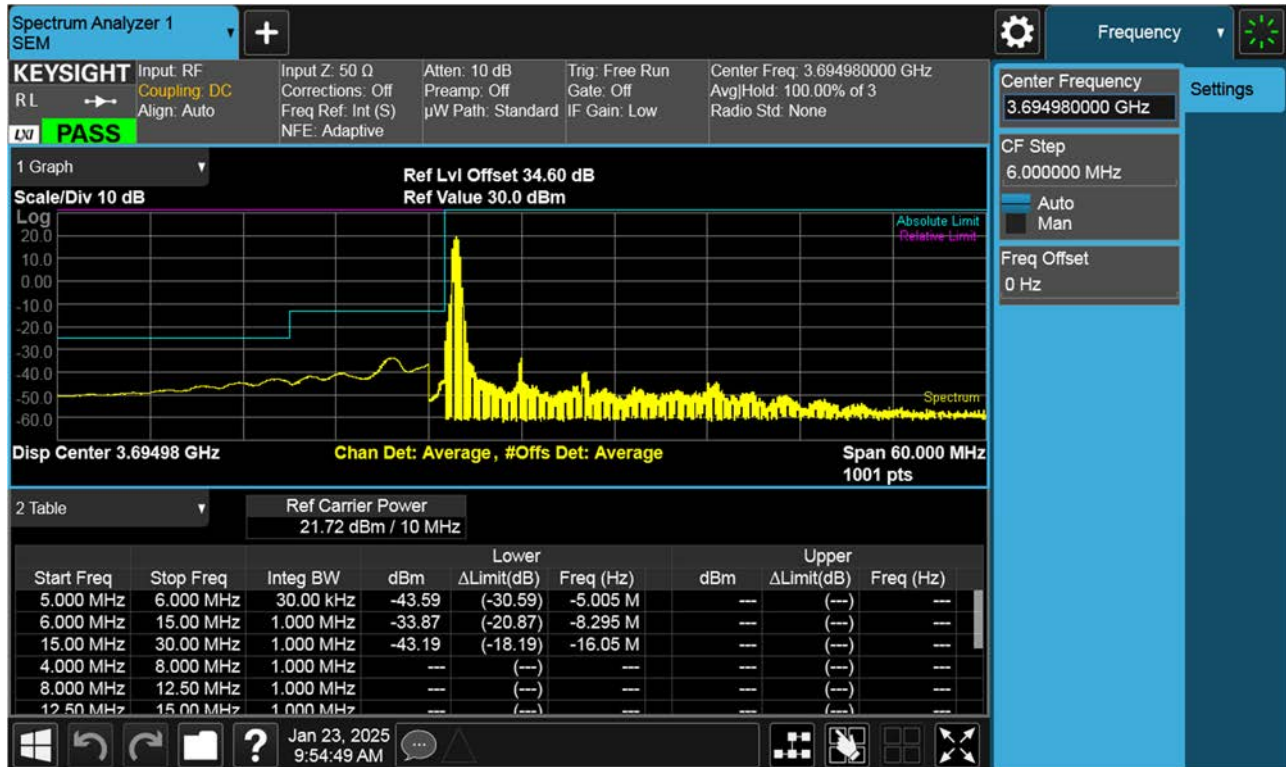 Spectrum Analyzer 1
SEM
Frequency
KEYSIGHT
RL
LXI
PASS
Input: RF
Coupling: DC
Align: Auto
Input Z: 50 Ω
Corrections: Off
Freq Ref: Int (S)
NFE: Adaptive
Atten: 10 dB
Preamp: Off
µW Path: Standard
Trig: Free Run
Gate: Off
IF Gain: Low
Center Freq: 3.694980000 GHz
Avg|Hold: 100.00% of 3
Radio Std: None
Center Frequency
3.694980000 GHz
Settings
CF Step
6.000000 MHz
Auto
Man
Freq Offset
0 Hz
1 Graph
Scale/Div 10 dB
Ref Lvl Offset 34.60 dB
Ref Value 30.0 dBm
Log
Absolute Limit
Relative Limit
20.0
10.0
0.00
-10.0
-20.0
-30.0
-40.0
-50.0
-60.0
Spectrum
Disp Center 3.69498 GHz
Chan Det: Average, #Offs Det: Average
Span 60.000 MHz
1001 pts
2 Table
Ref Carrier Power
21.72 dBm / 10 MHz
Lower Upper
Start Freq Stop Freq Integ BW dBm ΔLimit(dB) Freq (Hz) dBm ΔLimit(dB) Freq (Hz)
5.000 MHz 6.000 MHz 30.00 kHz -43.59 (-30.59) -5.005 M --- (---) ---
6.000 MHz 15.00 MHz 1.000 MHz -33.87 (-20.87) -8.295 M --- (---) ---
15.00 MHz 30.00 MHz 1.000 MHz -43.19 (-18.19) -16.05 M --- (---) ---
4.000 MHz 8.000 MHz 1.000 MHz --- (---) --- --- (---) ---
8.000 MHz 12.50 MHz 1.000 MHz --- (---) --- --- (---) ---
12.50 MHz 15.00 MHz 1.000 MHz --- (---) --- --- (---) ---
?
Jan 23, 2025
9:54:49 AM